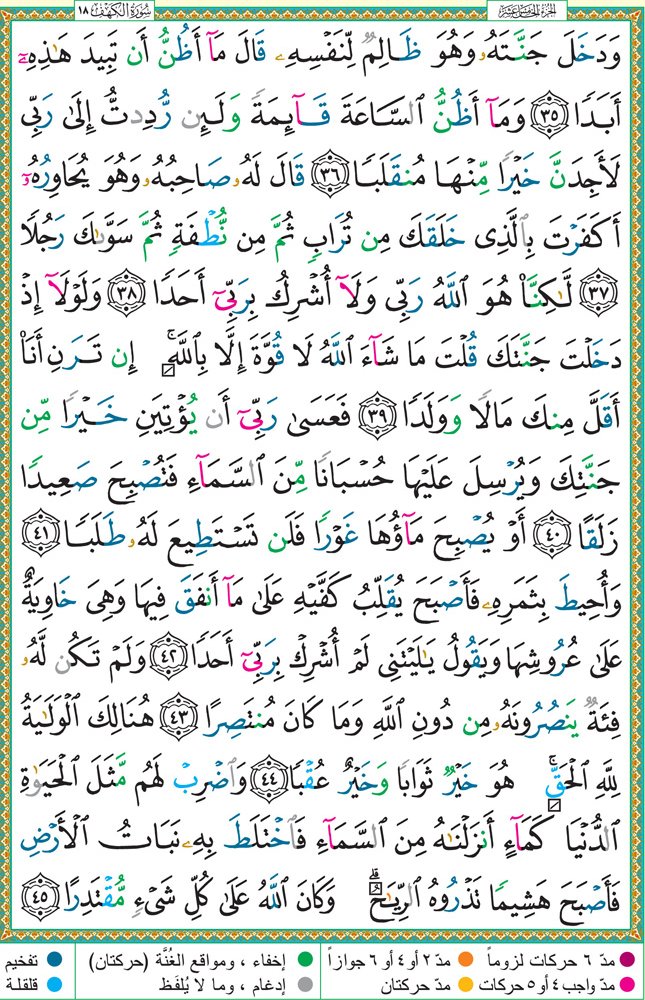 الجزء الخامس عشر
سُورَةُ الكَهْف ١٨
وَدَخَلَ جَنَّتَهُۥ وَهُوَ ظَالِمٌ لِّنَفْسِهِۦ قَالَ مَآ أَظُنُّ أَن تَبِيدَ هَٰذِهِۦٓ
أَبَدًا ٣٥ وَمَآ أَظُنُّ ٱلسَّاعَةَ قَآئِمَةً وَلَئِن رُّدِدتُّ إِلَىٰ رَبِّى
لَأَجِدَنَّ خَيْرًا مِّنْهَا مُنقَلَبًا ٣٦ قَالَ لَهُۥ صَاحِبُهُۥ وَهُوَ يُحَاوِرُهُۥٓ
أَكَفَرْتَ بِٱلَّذِى خَلَقَكَ مِن تُرَابٍ ثُمَّ مِن نُّطْفَةٍ ثُمَّ سَوَّىٰكَ رَجُلًا
٣٧ لَّٰكِنَّا۠ هُوَ ٱللَّهُ رَبِّى وَلَآ أُشْرِكُ بِرَبِّىٓ أَحَدًا ٣٨ وَلَوْلَآ إِذْ
دَخَلْتَ جَنَّتَكَ قُلْتَ مَا شَآءَ ٱللَّهُ لَا قُوَّةَ إِلَّا بِٱللَّهِ ۚ إِن تَرَنِ أَنَا۠
أَقَلَّ مِنكَ مَالًا وَوَلَدًا ٣٩ فَعَسَىٰ رَبِّىٓ أَن يُؤْتِيَنِ خَيْرًا مِّن
جَنَّتِكَ وَيُرْسِلَ عَلَيْهَا حُسْبَانًا مِّنَ ٱلسَّمَآءِ فَتُصْبِحَ صَعِيدًا
زَلَقًا ٤٠ أَوْ يُصْبِحَ مَآؤُهَا غَوْرًا فَلَن تَسْتَطِيعَ لَهُۥ طَلَبًا ٤١
وَأُحِيطَ بِثَمَرِهِۦ فَأَصْبَحَ يُقَلِّبُ كَفَّيْهِ عَلَىٰ مَآ أَنفَقَ فِيهَا وَهِىَ خَاوِيَةٌ
عَلَىٰ عُرُوشِهَا وَيَقُولُ يَٰلَيْتَنِى لَمْ أُشْرِكْ بِرَبِّىٓ أَحَدًا ٤٢ وَلَمْ تَكُن لَّهُۥ
فِئَةٌ يَنصُرُونَهُۥ مِن دُونِ ٱللَّهِ وَمَا كَانَ مُنتَصِرًا ٤٣ هُنَالِكَ ٱلْوَلَٰيَةُ
لِلَّهِ ٱلْحَقِّ ۚ هُوَ خَيْرٌ ثَوَابًا وَخَيْرٌ عُقْبًا ٤٤ وَٱضْرِبْ لَهُم مَّثَلَ ٱلْحَيَوٰةِ
ٱلدُّنْيَا كَمَآءٍ أَنزَلْنَٰهُ مِنَ ٱلسَّمَآءِ فَٱخْتَلَطَ بِهِۦ نَبَاتُ ٱلْأَرْضِ
فَأَصْبَحَ هَشِيمًا تَذْرُوهُ ٱلرِّيَٰحُ ۗ وَكَانَ ٱللَّهُ عَلَىٰ كُلِّ شَىْءٍ مُّقْتَدِرًا ٤٥
مدّ ٦ حركات لزوماً مدّ ٢ أو ٤ أو ٦ جوازاً إخفاء ، ومواقع الغُنَّة (حركتان) تفخيم
مدّ واجب ٤ أو ٥ حركات مدّ حركتان إدغام ، وما لا يُلفَظ قلقلة